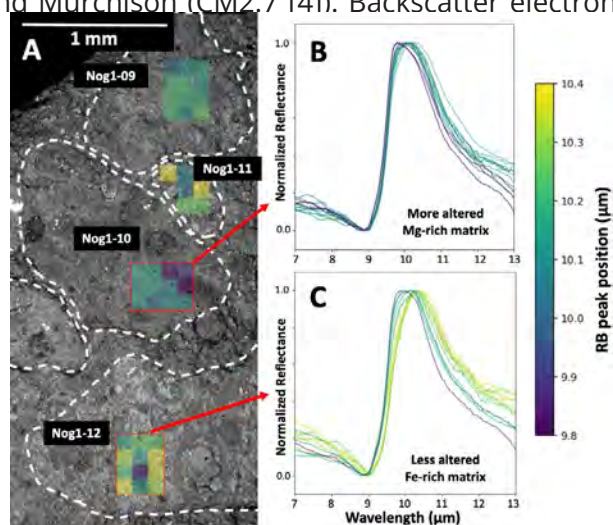 nd Murchison (CM2.7 [4]). Backscatter electron
A
1 mm
Nog1-09
Nog1-11
Nog1-10
Nog1-12
B
Normalized Reflectance
1.0
0.0
More altered
Mg-rich matrix
7 8 9 10 11 12 13
C
Normalized Reflectance
1.0
0.0
Less altered
Fe-rich matrix
7 8 9 10 11 12 13
Wavelength (μm)
10.4
10.3
10.2
10.1
10.0
9.9
9.8
RB peak position (μm)